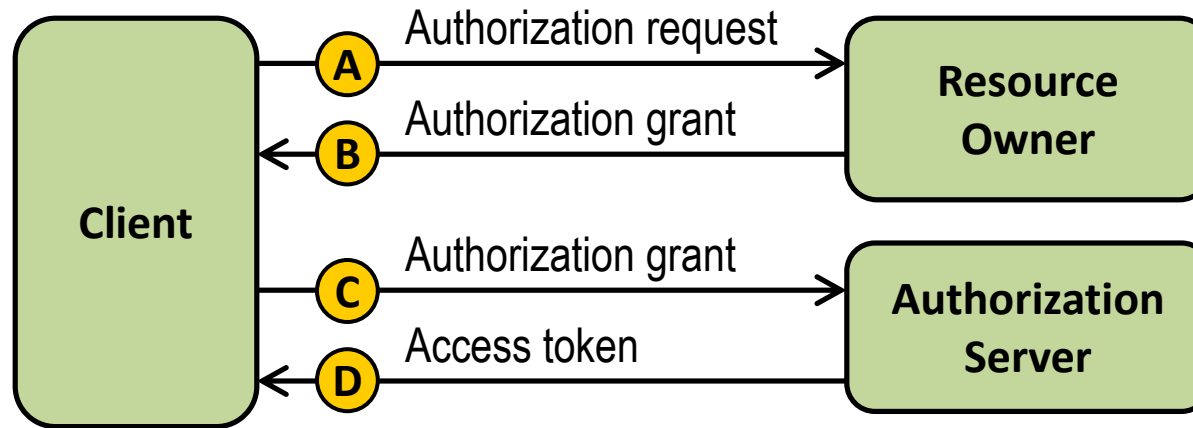 Authorization request
A
Resource
Owner
Authorization grant
B
Client
Authorization grant
C
Authorization
Server
Access token
D